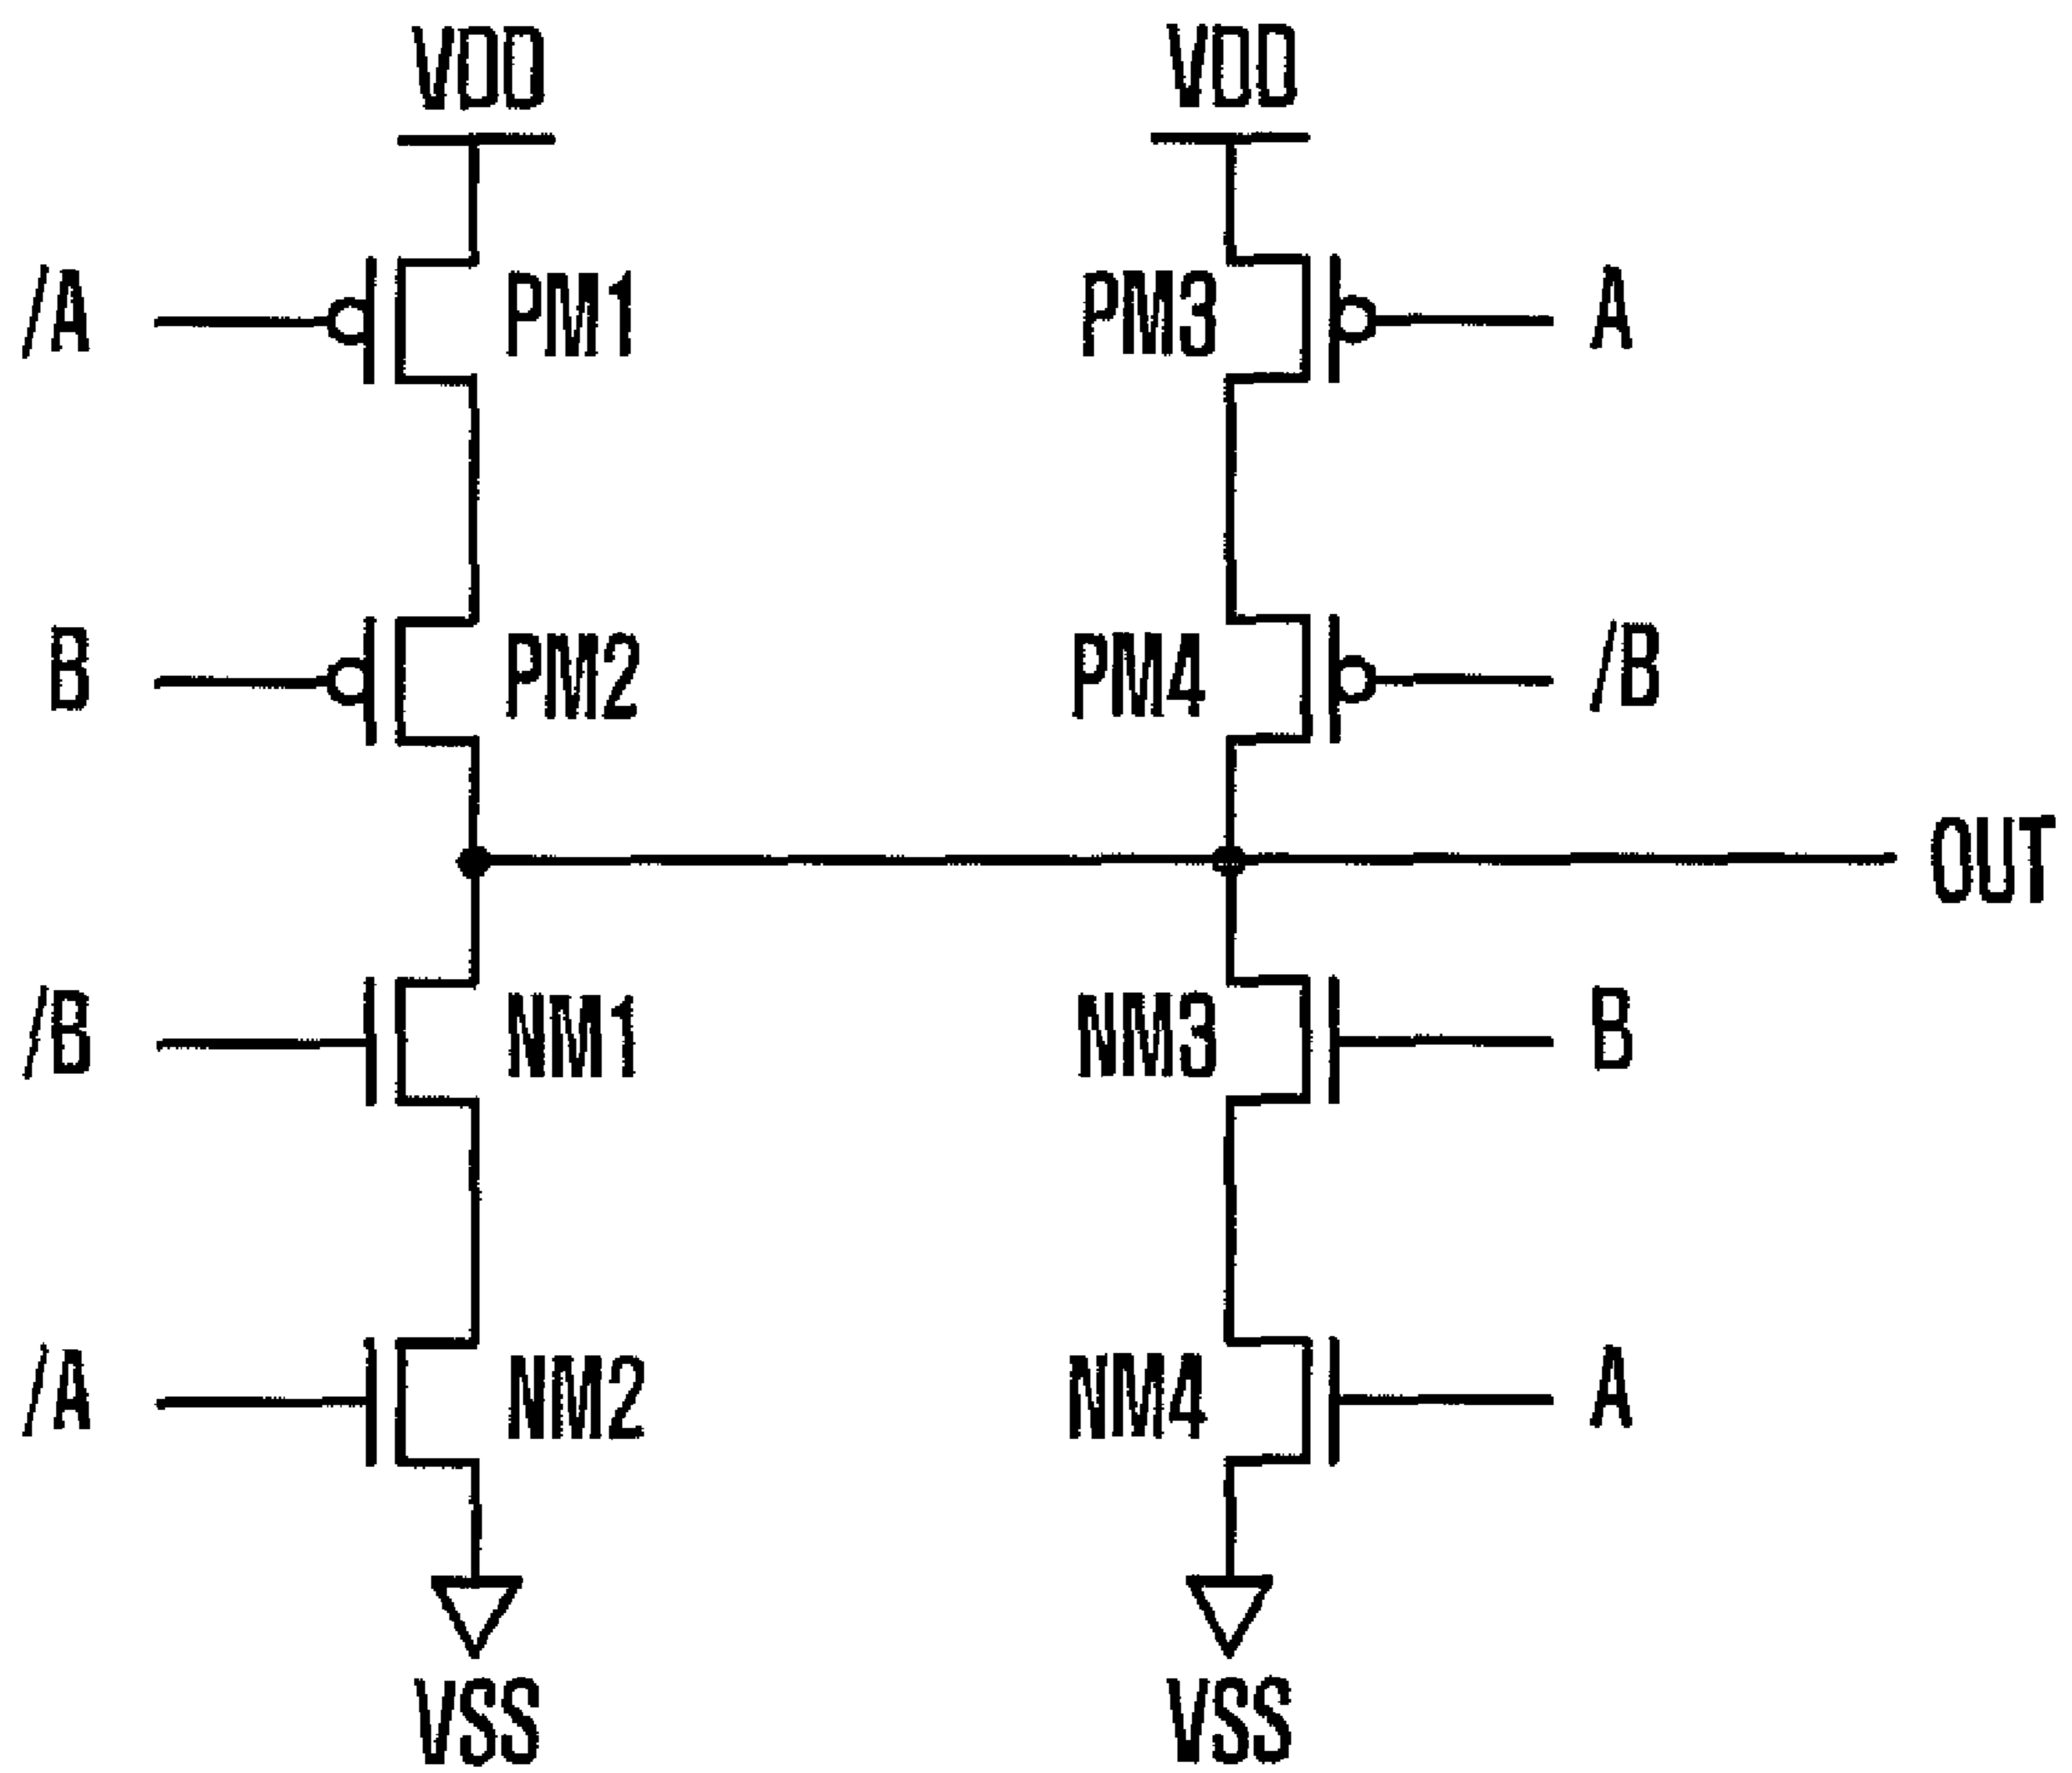 VDD VDD
/A PM1 PM3 A
B PM2 PM4 /B
OUT
/B NM1 NM3 B
/A NM2 NM4 A
VSS VSS